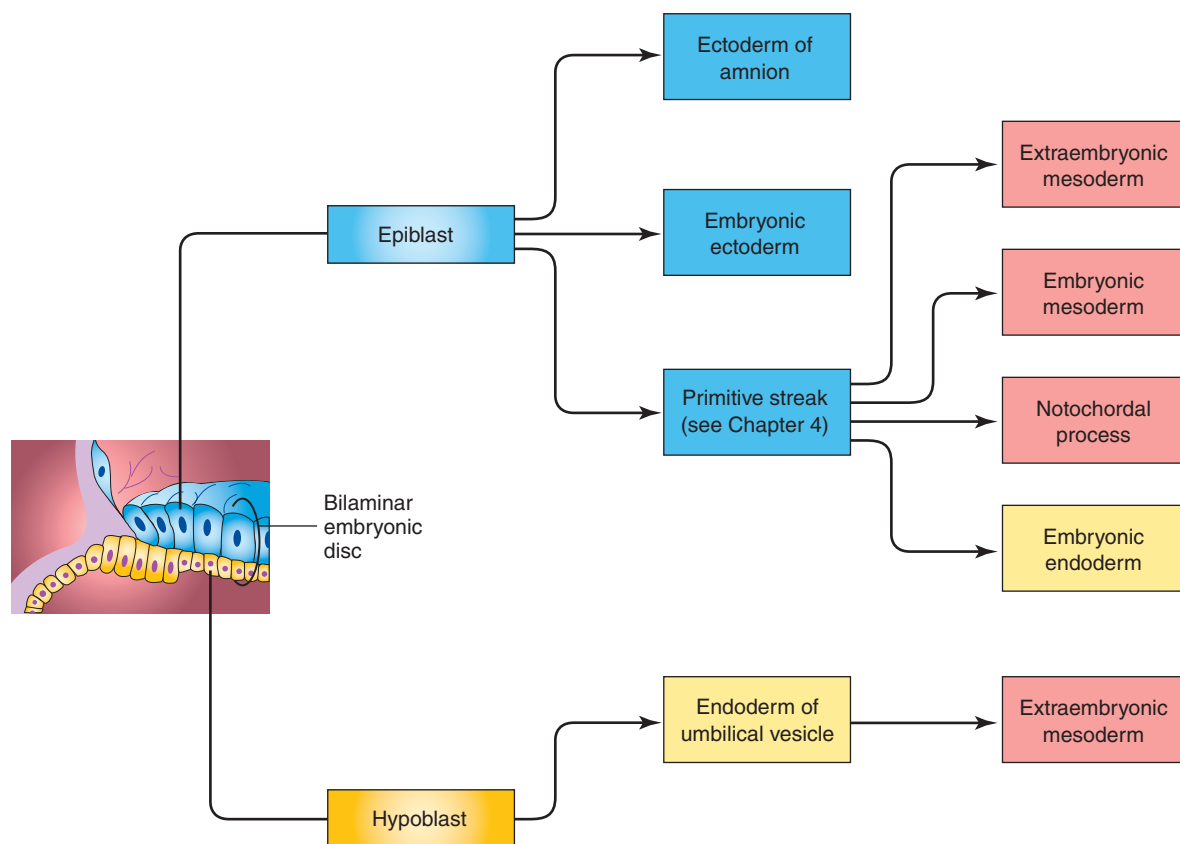 Ectoderm of
amnion
Extraembryonic
mesoderm
Epiblast
Embryonic
ectoderm
Embryonic
mesoderm
Primitive streak
(see Chapter 4)
Notochordal
process
Bilaminar
embryonic
disc
Embryonic
endoderm
Endoderm of
umbilical vesicle
Extraembryonic
mesoderm
Hypoblast